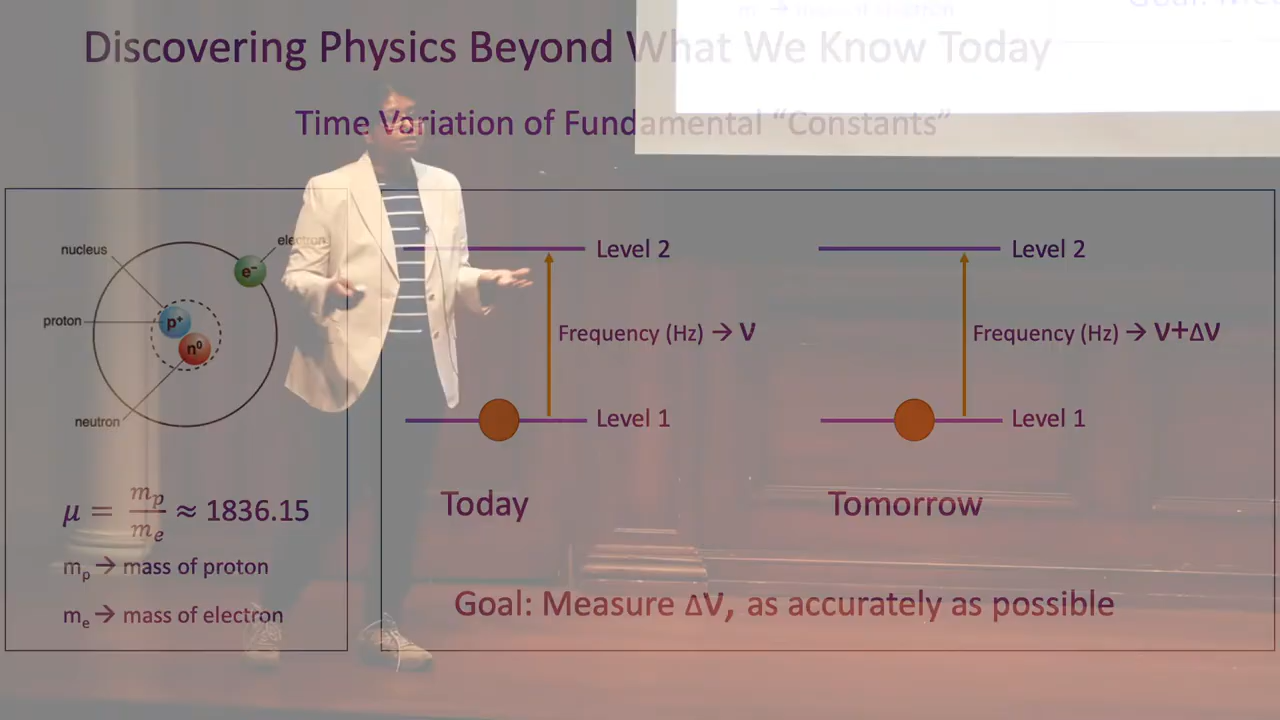 Discovering Physics Beyond What We Know Today
Time Variation of Fundamental “Constants”
nucleus
electron
e⁻
proton
p⁺
n⁰
neutron
μ = mₚ/mₑ ≈ 1836.15
mₚ → mass of proton
mₑ → mass of electron
Level 2
Frequency (Hz) → ν
Level 1
Today
Level 2
Frequency (Hz) → ν+Δν
Level 1
Tomorrow
Goal: Measure Δν, as accurately as possible